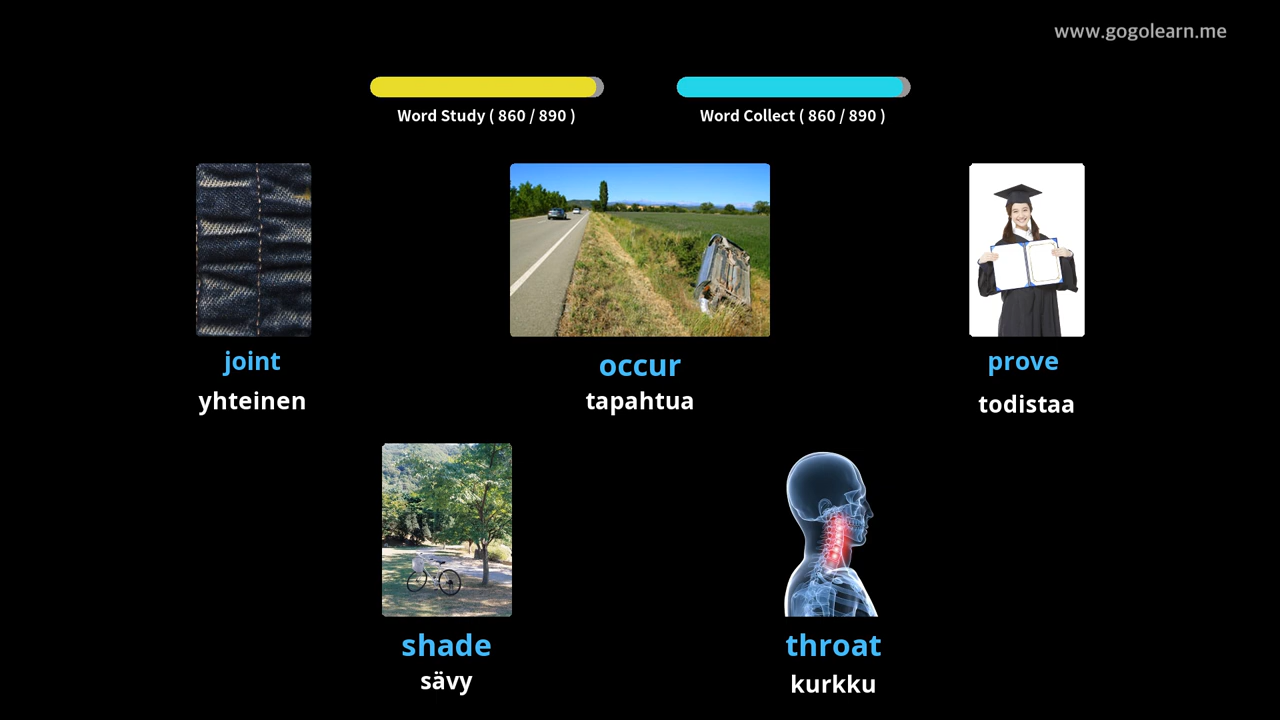 www.gogolearn.me
Word Study ( 860 / 890 )
Word Collect ( 860 / 890 )
joint
yhteinen
occur
tapahtua
prove
todistaa
shade
sävy
throat
kurkku